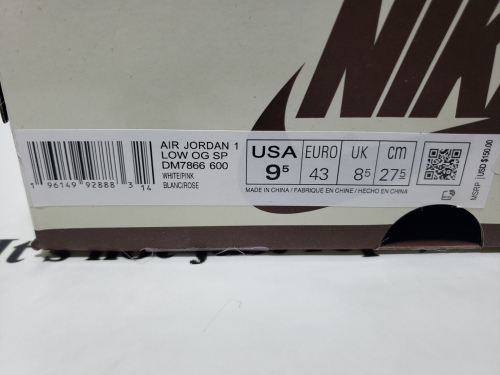 NIKE
AIR JORDAN 1
LOW OG SP
DM7866 600
WHITE/PINK
BLANC/ROSE
1 96149 92888 3 14
USA EURO UK cm
9⁵ 43 8⁵ 27⁵
MADE IN CHINA / FABRIQUE EN CHINE / HECHO EN CHINA
MSRP USD $150.00
It's